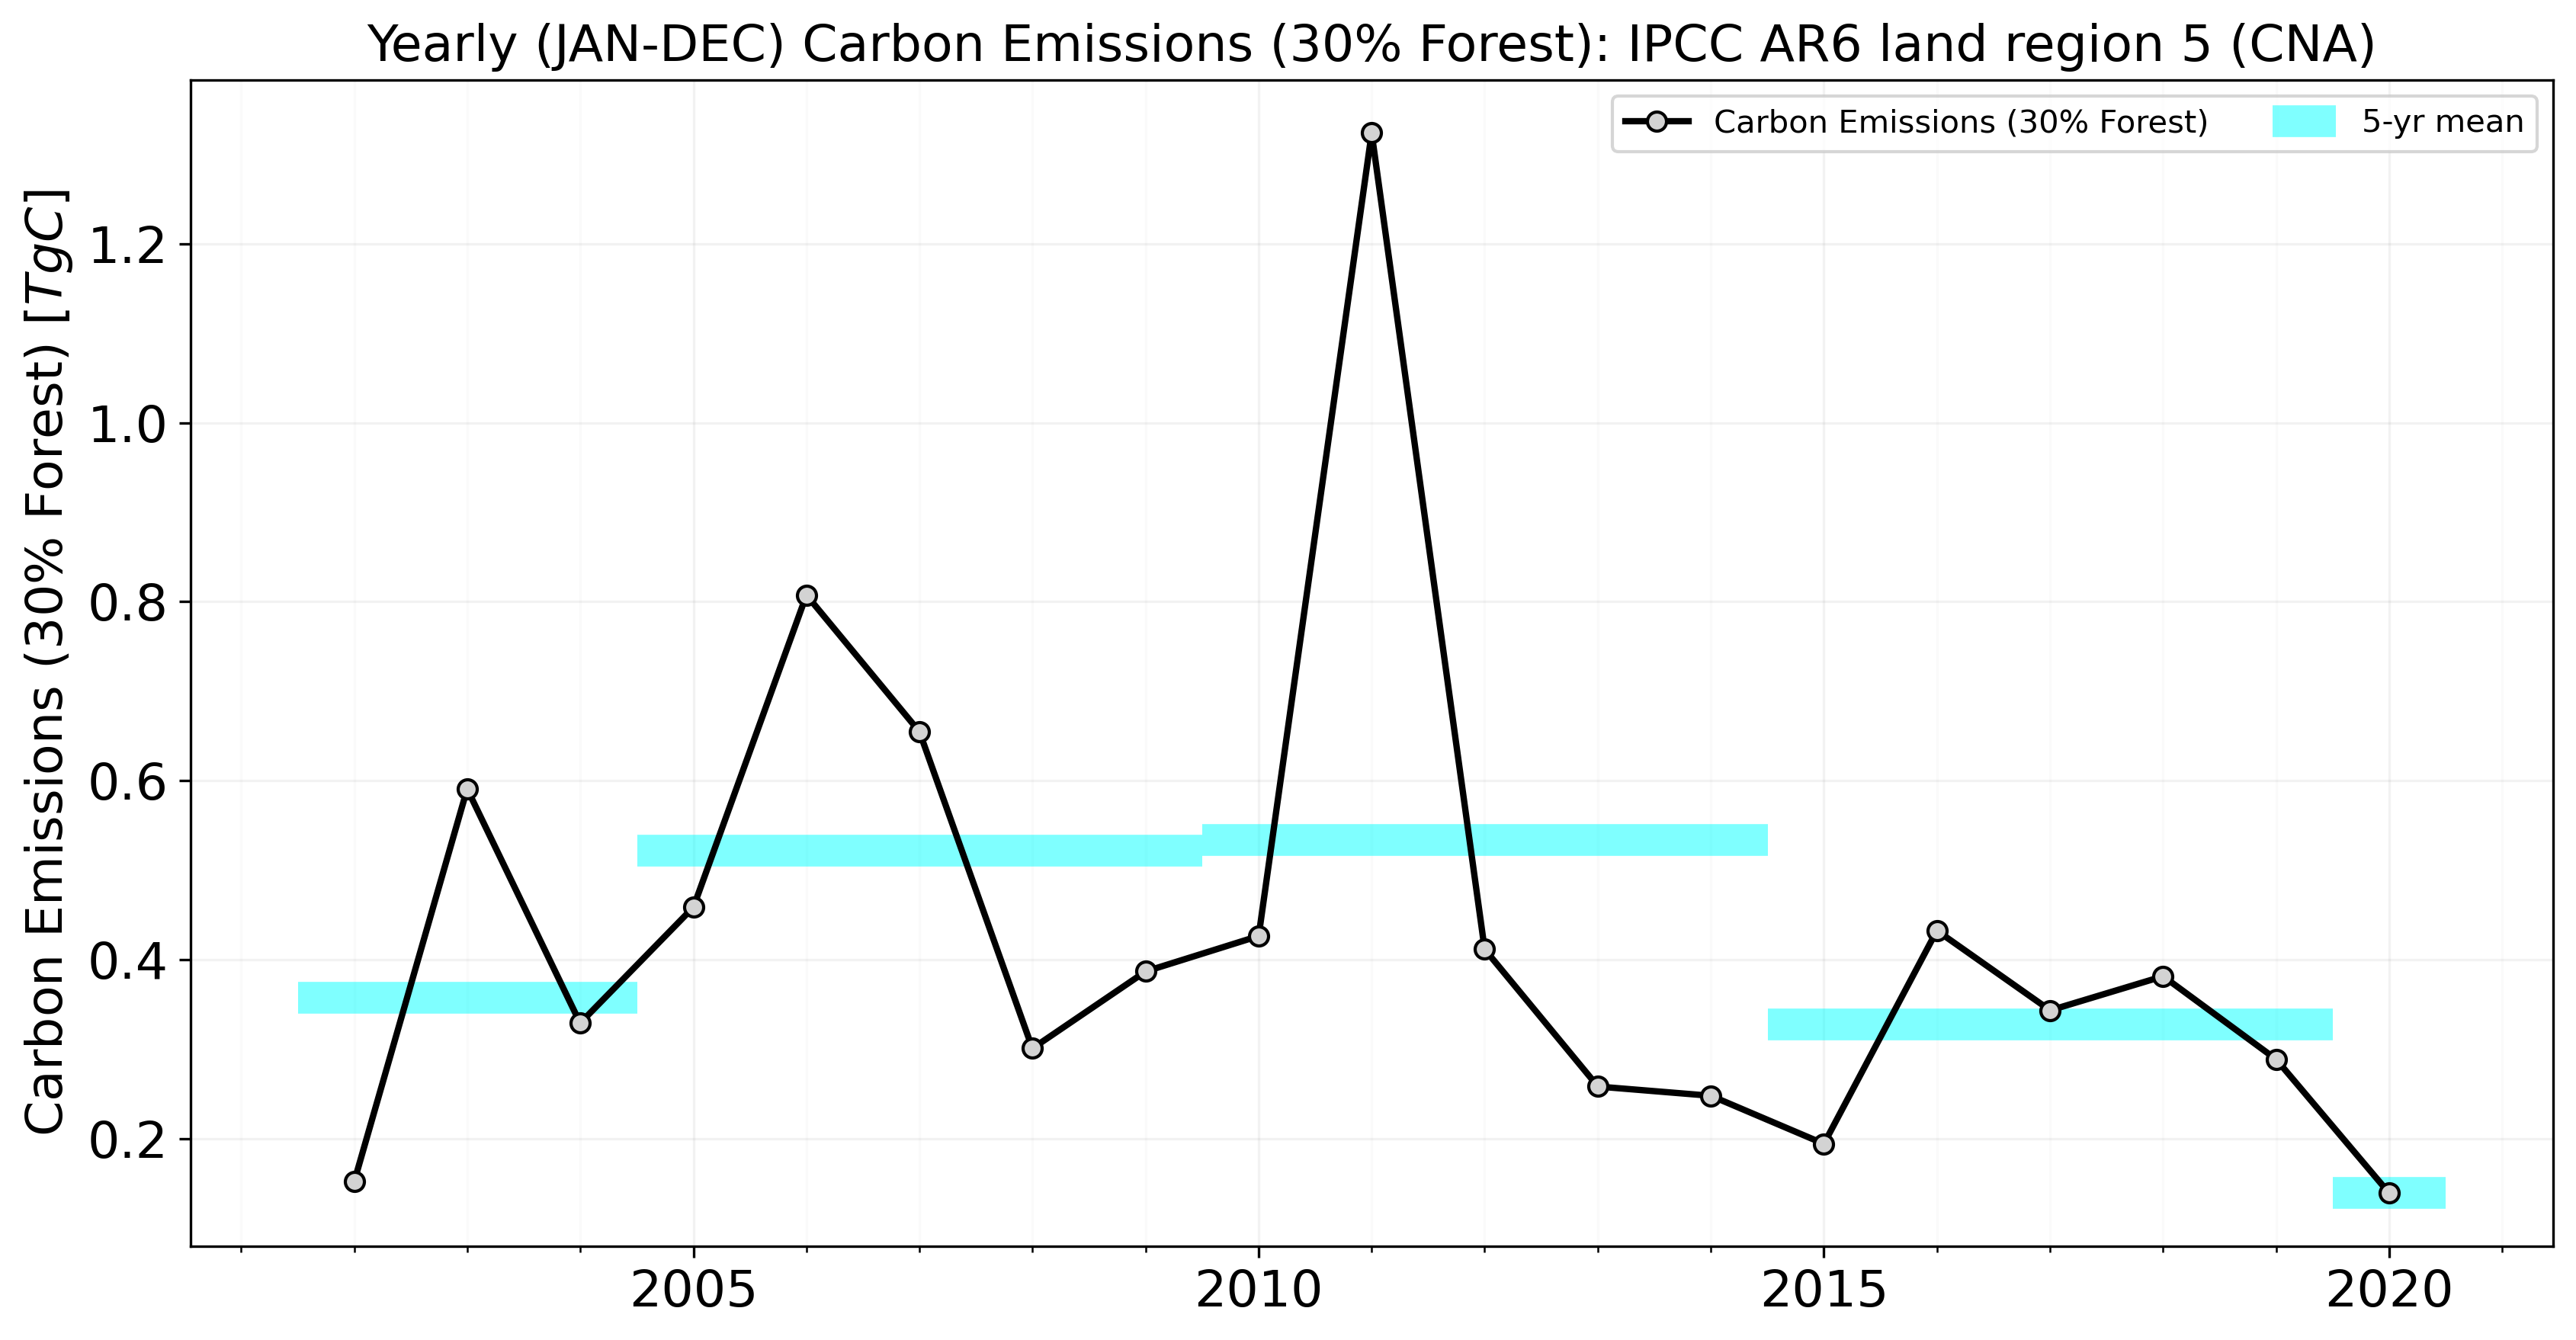 Yearly (JAN-DEC) Carbon Emissions (30% Forest): IPCC AR6 land region 5 (CNA)
Carbon Emissions (30% Forest)
5-yr mean
Carbon Emissions (30% Forest) [TgC]
1.2
1.0
0.8
0.6
0.4
0.2
2005
2010
2015
2020